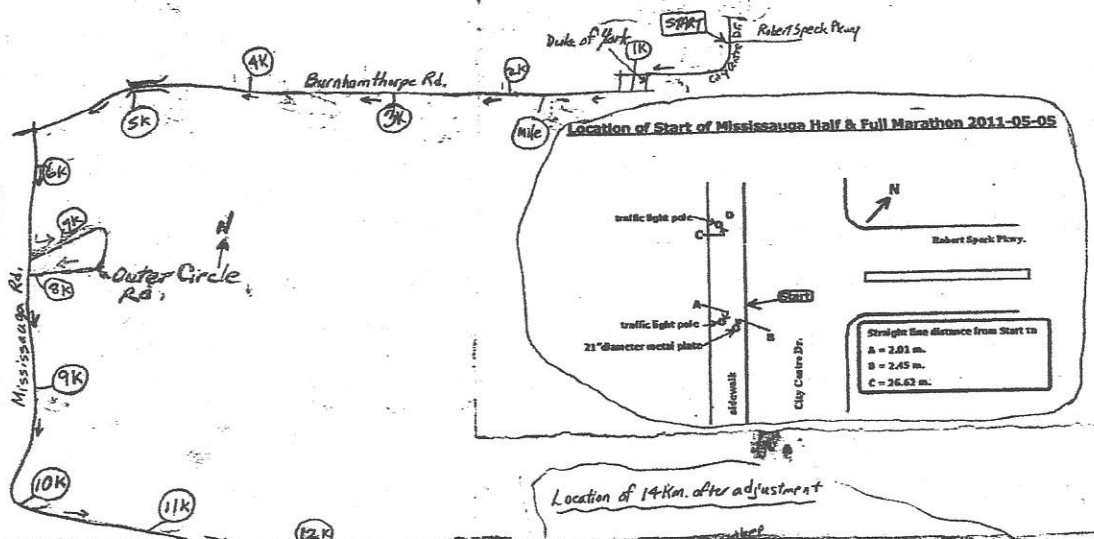 START
Robert Speck Pkwy
City Centre Dr.
Duke of York
1K
2K
Mile
Burnhamthorpe Rd.
3K
4K
5K
6K
7K
N
Outer Circle
Rd.
8K
Mississauga Rd.
9K
10K
11K
12K
Location of Start of Mississauga Half & Full Marathon 2011-05-05
N
traffic light pole
D
C
Robert Speck Pkwy.
A
Start
traffic light pole
21" diameter metal plate
B
sidewalk
City Centre Dr.
Straight line distance from Start to
A = 2.01 m.
B = 2.45 m.
C = 26.62 m.
Location of 14Km. after adjustment